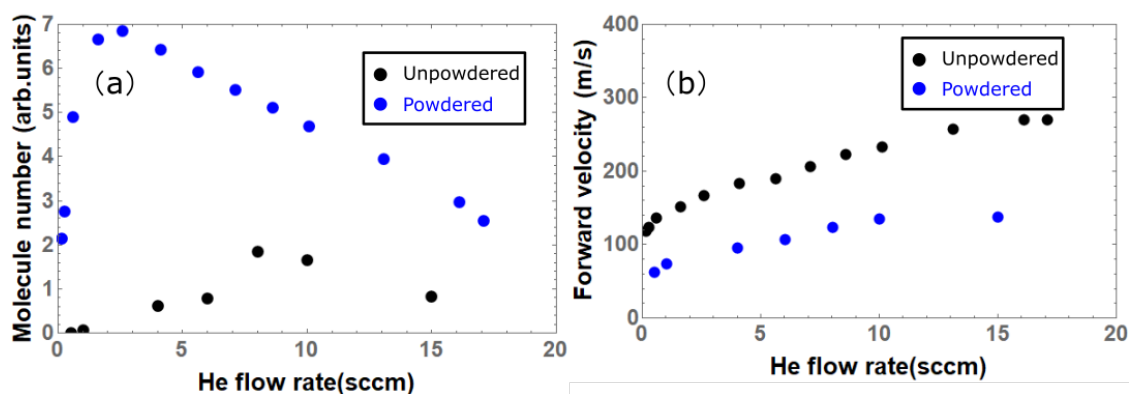 Molecule number (arb.units)
7
6
5
4
3
2
1
0
(a)
Unpowdered
Powdered
0 5 10 15 20
He flow rate(sccm)
Forward velocity (m/s)
400
300
200
100
0
(b)
Unpowdered
Powdered
0 5 10 15 20
He flow rate(sccm)